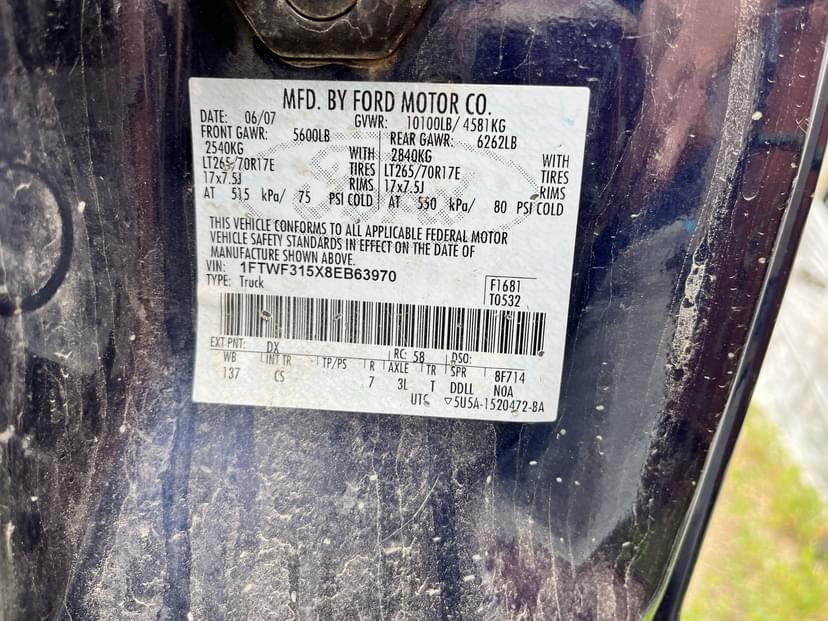 MFD. BY FORD MOTOR CO.
DATE: 06/07 GVWR: 10100LB/ 4581KG
FRONT GAWR: 5600LB REAR GAWR: 6262LB
2540KG WITH 2840KG WITH
LT265/70R17E TIRES LT265/70R17E TIRES
17x7.5J RIMS 17x7.5J RIMS
AT 515 kPa/ 75 PSI COLD AT 550 kPa/ 80 PSI COLD
THIS VEHICLE CONFORMS TO ALL APPLICABLE FEDERAL MOTOR
VEHICLE SAFETY STANDARDS IN EFFECT ON THE DATE OF
MANUFACTURE SHOWN ABOVE.
VIN: 1FTWF315X8EB63970
TYPE: Truck
F1681
T0532
EXT PNT: DX RC: 58 DSO:
WB INT TR TP/PS R AXLE TR SPR 8F714
137 CS 7 3L T DDLL NOA
UTC ▽5U5A-1520472-BA